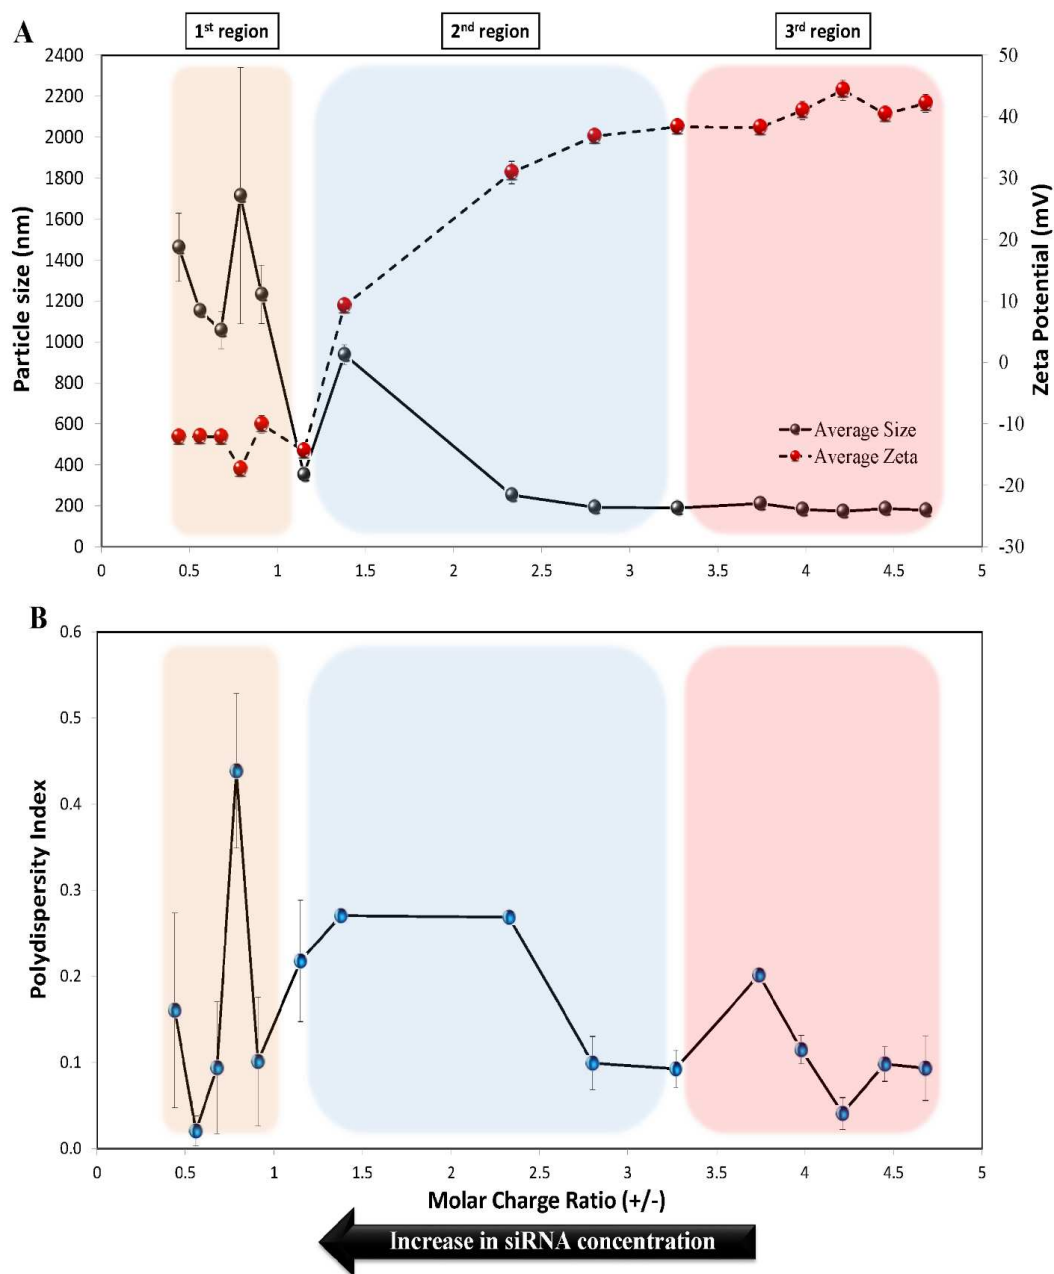 A
1st region
2nd region
3rd region
2400
2200
2000
1800
1600
1400
1200
1000
800
600
400
200
0
Particle size (nm)
50
40
30
20
10
0
-10
-20
-30
Zeta Potential (mV)
Average Size
Average Zeta
0 0.5 1 1.5 2 2.5 3 3.5 4 4.5 5
B
0.6
0.5
0.4
0.3
0.2
0.1
0.0
Polydispersity Index
0 0.5 1 1.5 2 2.5 3 3.5 4 4.5 5
Molar Charge Ratio (+/-)
Increase in siRNA concentration